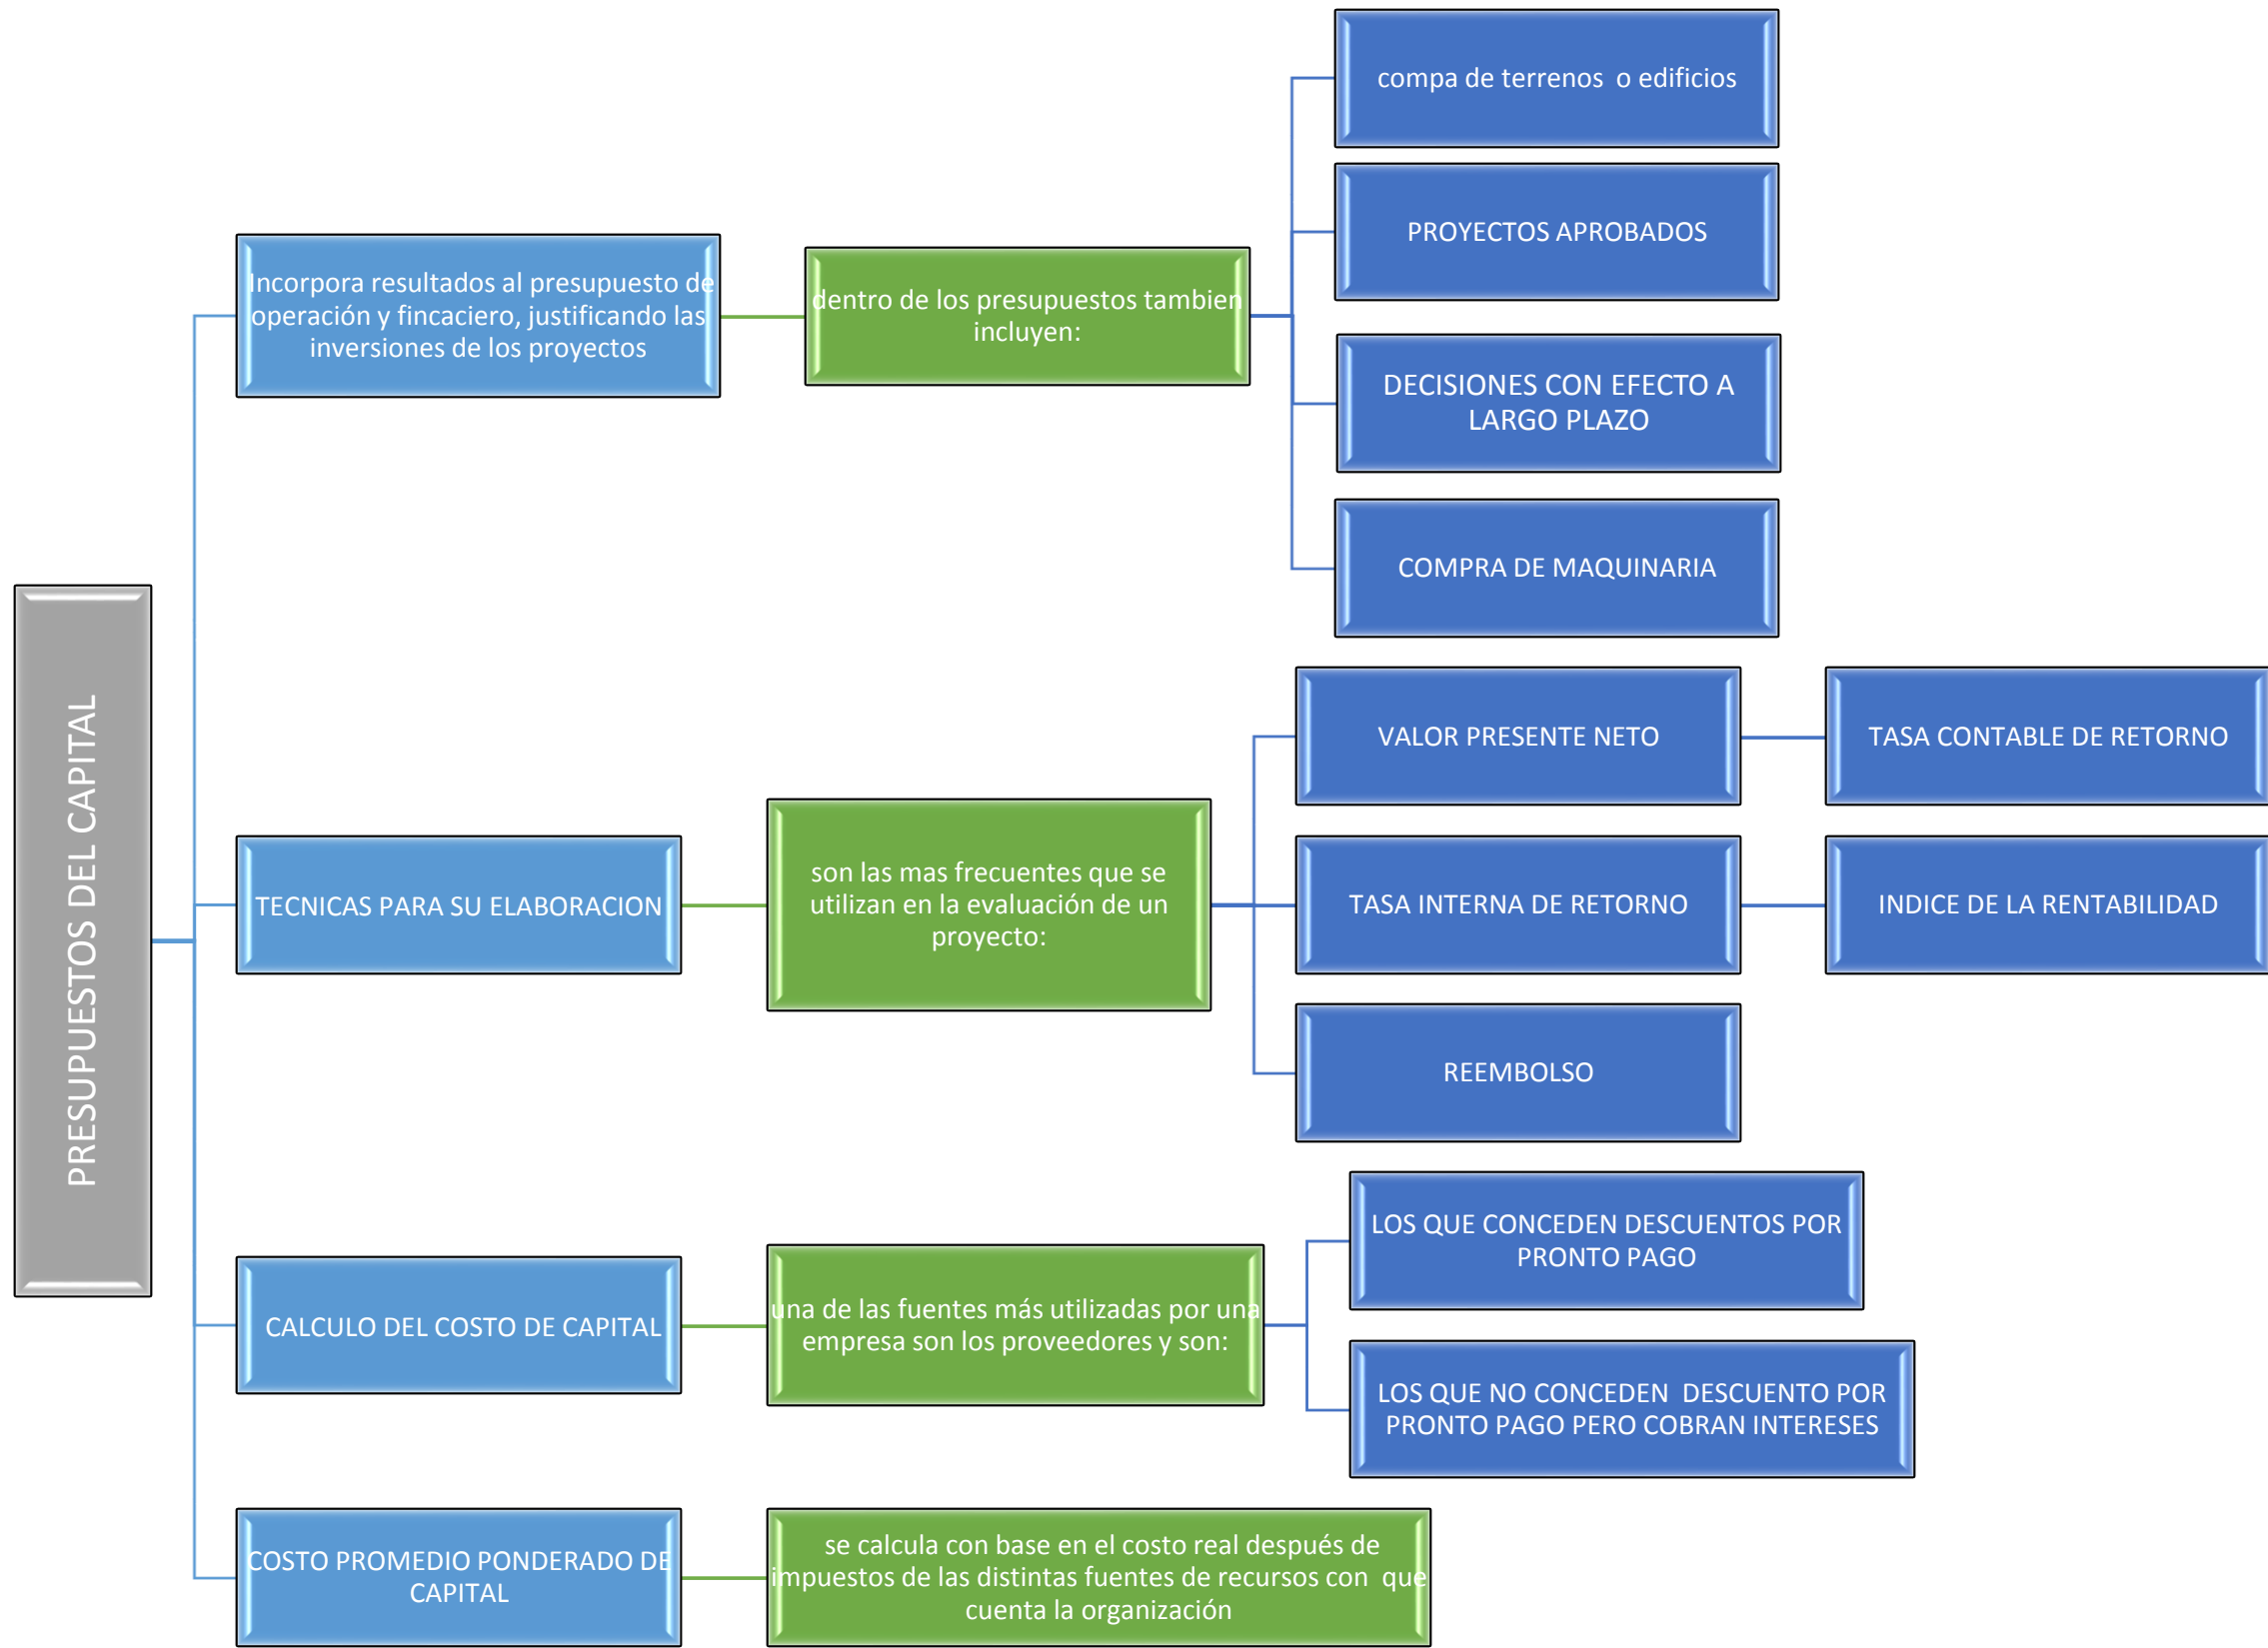 PRESUPUESTOS DEL CAPITAL
Incorpora resultados al presupuesto de
operación y fincaciero, justificando las
inversiones de los proyectos
dentro de los presupuestos tambien
incluyen:
compa de terrenos  o edificios
PROYECTOS APROBADOS
DECISIONES CON EFECTO A
LARGO PLAZO
COMPRA DE MAQUINARIA
TECNICAS PARA SU ELABORACION
son las mas frecuentes que se
utilizan en la evaluación de un
proyecto:
VALOR PRESENTE NETO
TASA CONTABLE DE RETORNO
TASA INTERNA DE RETORNO
INDICE DE LA RENTABILIDAD
REEMBOLSO
CALCULO DEL COSTO DE CAPITAL
una de las fuentes más utilizadas por una
empresa son los proveedores y son:
LOS QUE CONCEDEN DESCUENTOS POR
PRONTO PAGO
LOS QUE NO CONCEDEN  DESCUENTO POR
PRONTO PAGO PERO COBRAN INTERESES
COSTO PROMEDIO PONDERADO DE
CAPITAL
se calcula con base en el costo real después de
impuestos de las distintas fuentes de recursos con  que
cuenta la organización